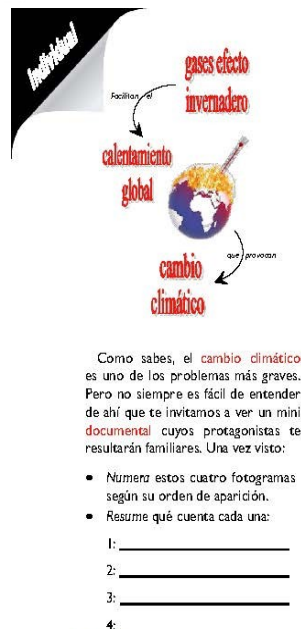 Individual
gases efecto
invernadero
Facilitan el
calentamiento
global
que provocan
cambio
climático
Como sabes, el cambio climático
es uno de los problemas más graves.
Pero no siempre es fácil de entender
de ahí que te invitamos a ver un mini
documental cuyos protagonistas te
resultarán familiares. Una vez visto:
• Numera estos cuatro fotogramas
según su orden de aparición.
• Resume qué cuenta cada una:
1:
2:
3:
4: